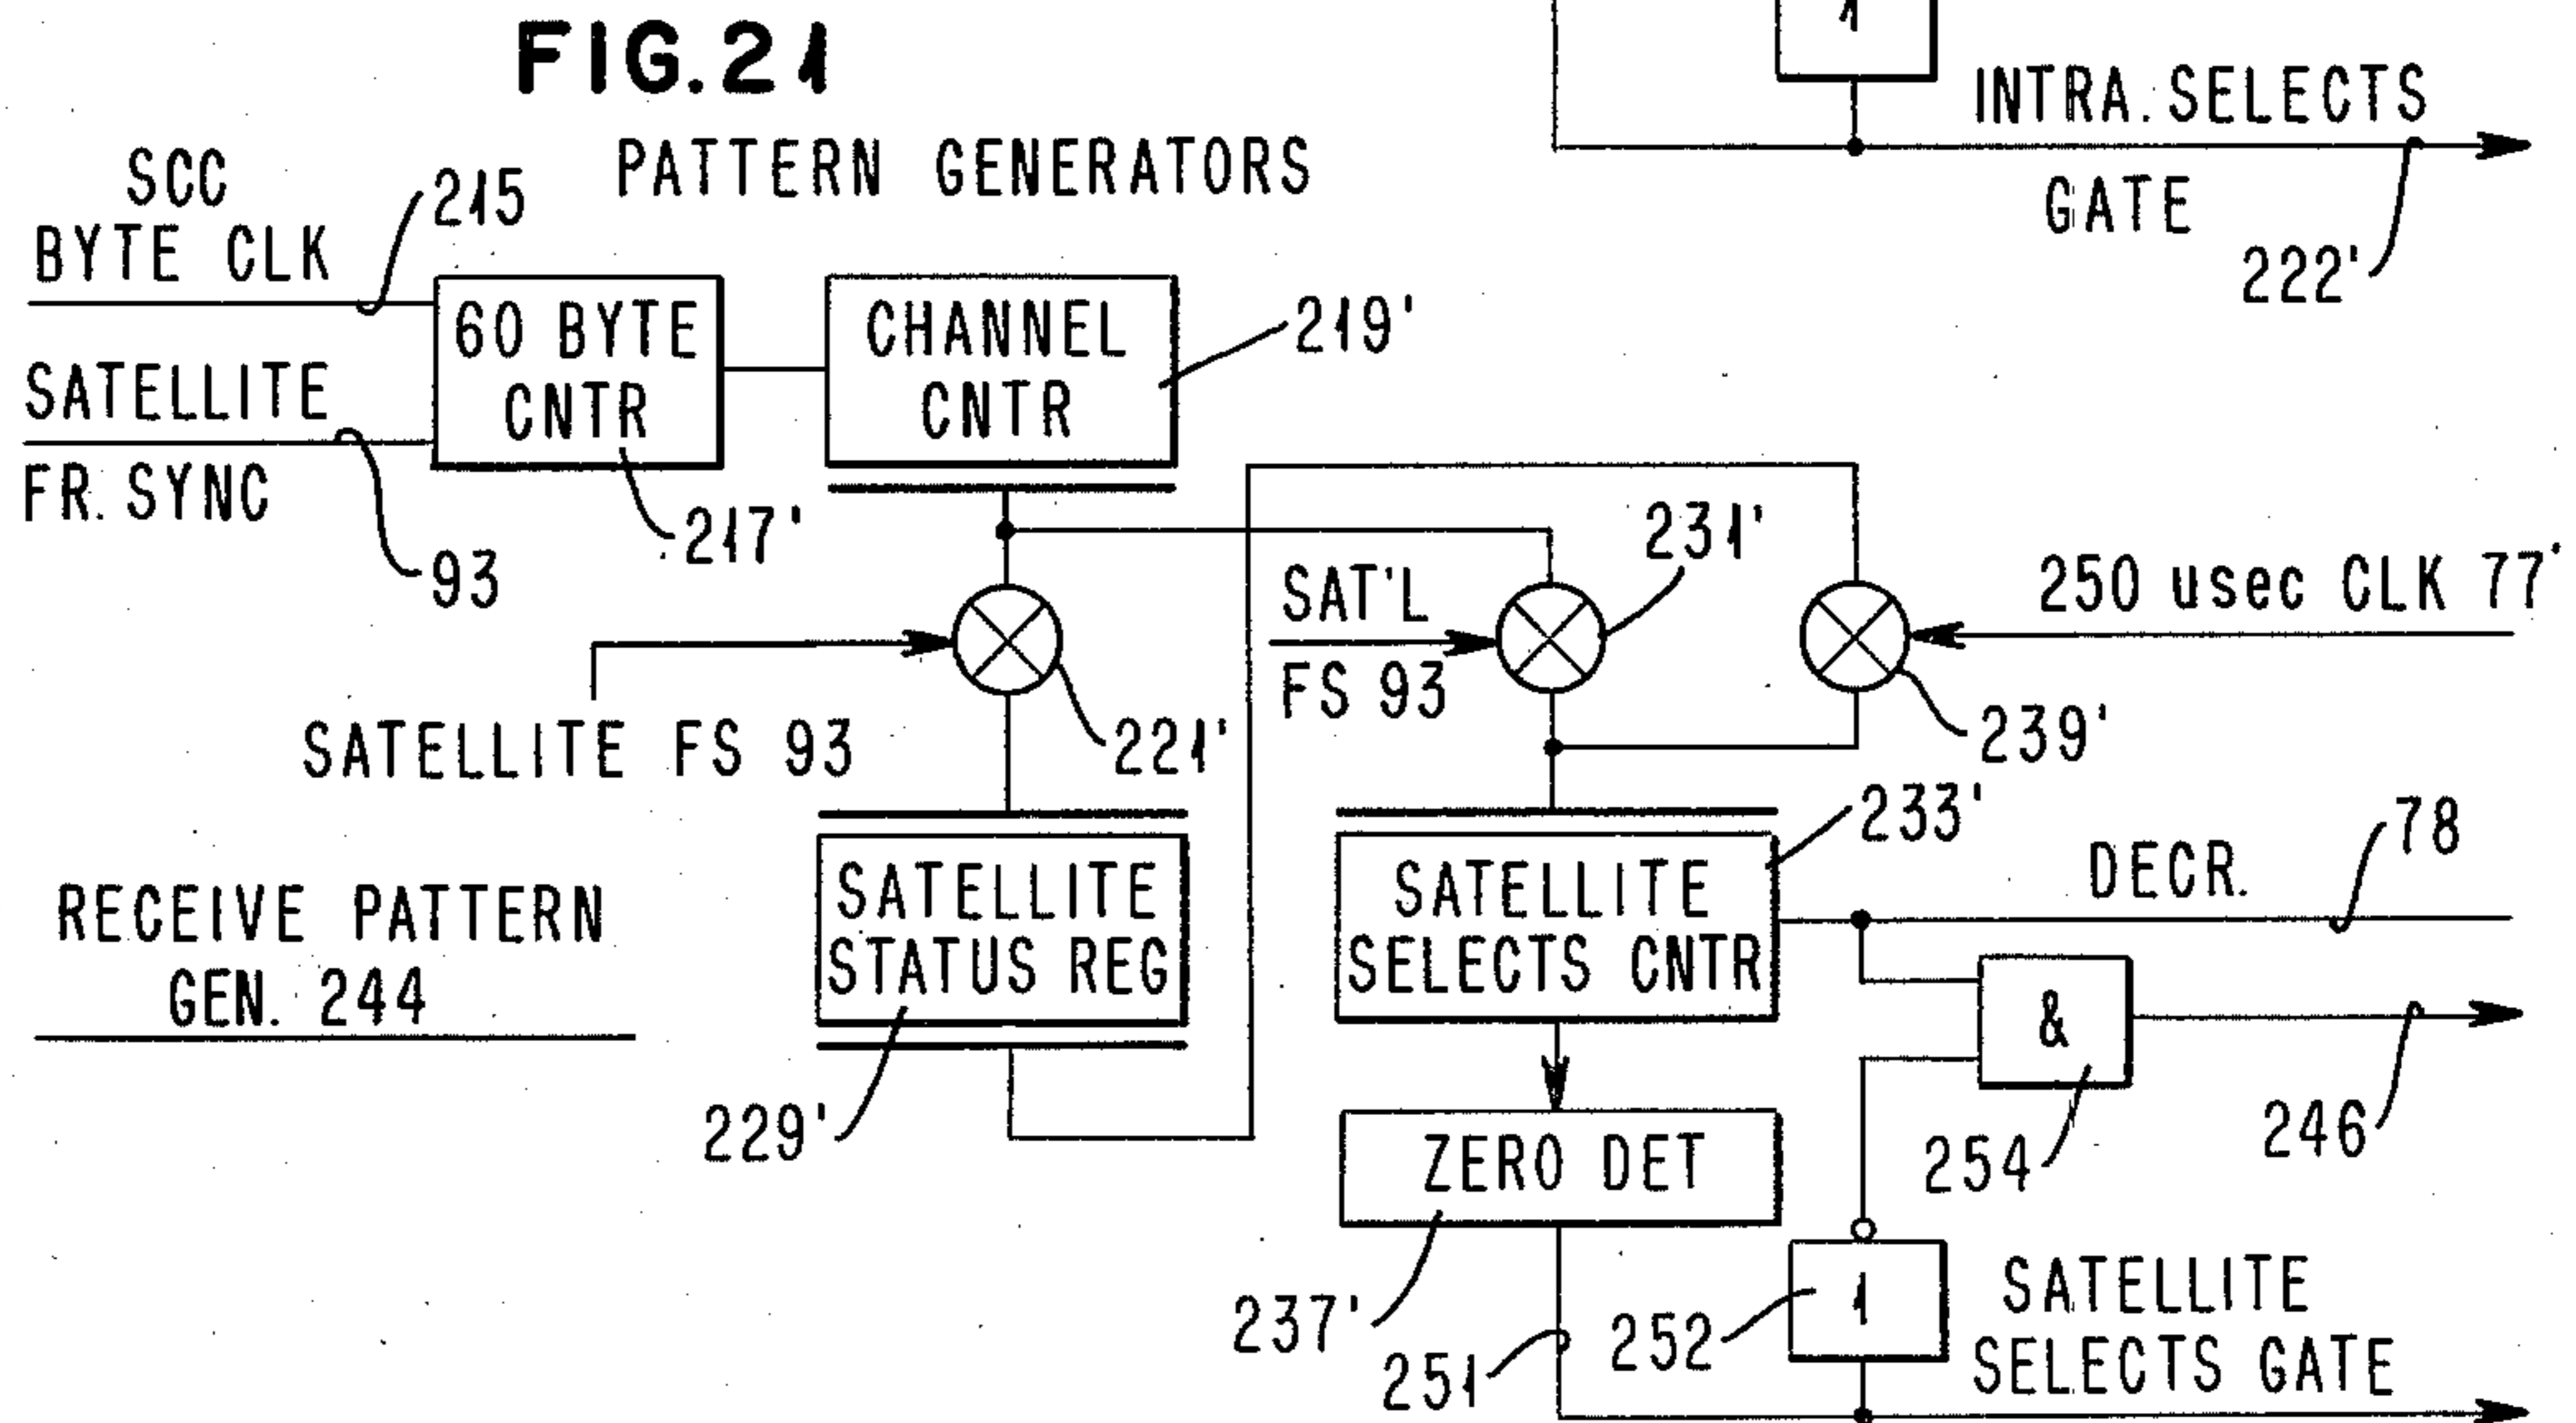 FIG.21
PATTERN GENERATORS
1
INTRA. SELECTS
GATE
222'
SCC
BYTE CLK
215
SATELLITE
FR. SYNC
93
60 BYTE
CNTR
217'
CHANNEL
CNTR
219'
SATELLITE FS 93
221'
SAT'L
FS 93
231'
250 usec CLK 77'
239'
RECEIVE PATTERN
GEN. 244
SATELLITE
STATUS REG
229'
SATELLITE
SELECTS CNTR
233'
DECR.
78
&
254
246
ZERO DET
237'
251
252
1
SATELLITE
SELECTS GATE